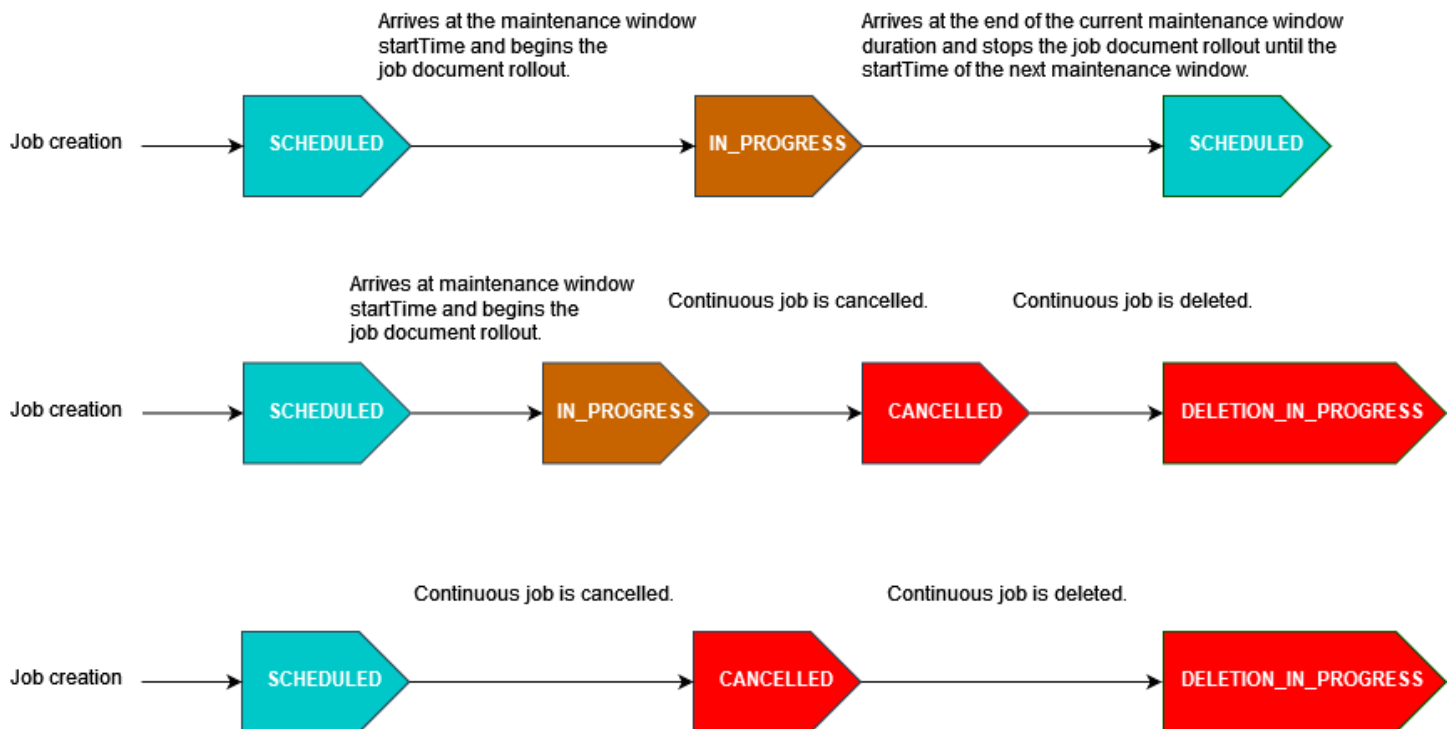 Arrives at the maintenance window
startTime and begins the
job document rollout.
Arrives at the end of the current maintenance window
duration and stops the job document rollout until the
startTime of the next maintenance window.
Job creation
SCHEDULED
IN_PROGRESS
SCHEDULED
Arrives at maintenance window
startTime and begins the
job document rollout.
Continuous job is cancelled.
Continuous job is deleted.
Job creation
SCHEDULED
IN_PROGRESS
CANCELLED
DELETION_IN_PROGRESS
Continuous job is cancelled.
Continuous job is deleted.
Job creation
SCHEDULED
CANCELLED
DELETION_IN_PROGRESS